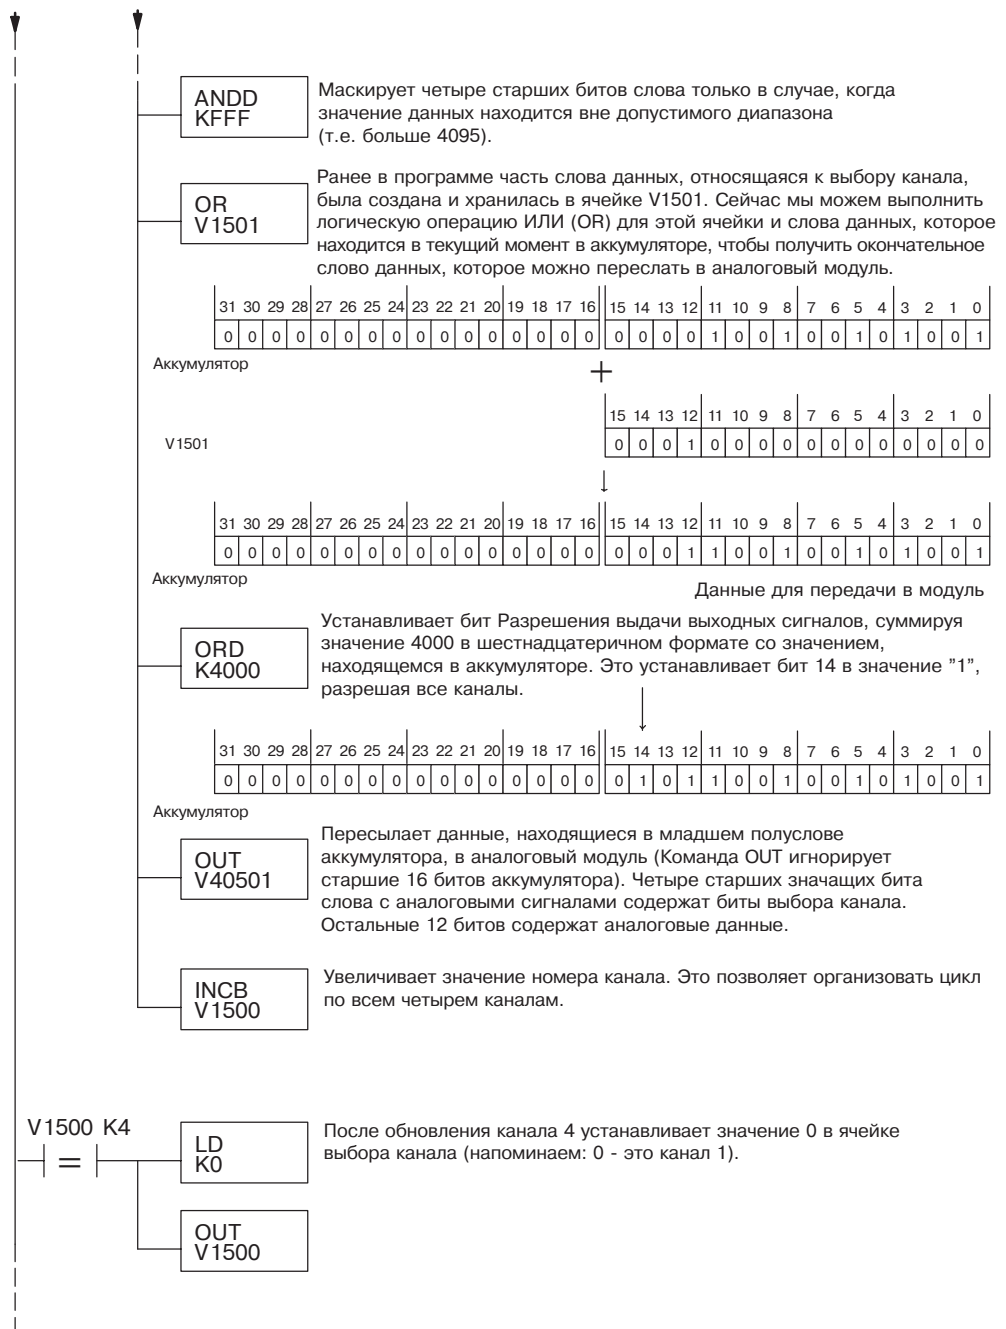 ANDD
KFFF
Маскирует четыре старших битов слова только в случае, когда
значение данных находится вне допустимого диапазона
(т.е. больше 4095).
OR
V1501
Ранее в программе часть слова данных, относящаяся к выбору канала,
была создана и хранилась в ячейке V1501. Сейчас мы можем выполнить
логическую операцию ИЛИ (OR) для этой ячейки и слова данных, которое
находится в текущий момент в аккумуляторе, чтобы получить окончательное
слово данных, которое можно переслать в аналоговый модуль.
31 30 29 28 27 26 25 24 23 22 21 20 19 18 17 16 15 14 13 12 11 10 9 8 7 6 5 4 3 2 1 0
0 0 0 0 0 0 0 0 0 0 0 0 0 0 0 0 0 0 0 0 1 0 0 1 0 0 1 0 1 0 0 1
Аккумулятор
+
15 14 13 12 11 10 9 8 7 6 5 4 3 2 1 0
V1501
0 0 0 1 0 0 0 0 0 0 0 0 0 0 0 0
↓
31 30 29 28 27 26 25 24 23 22 21 20 19 18 17 16 15 14 13 12 11 10 9 8 7 6 5 4 3 2 1 0
0 0 0 0 0 0 0 0 0 0 0 0 0 0 0 0 0 0 0 1 1 0 0 1 0 0 1 0 1 0 0 1
Аккумулятор
Данные для передачи в модуль
ORD
K4000
Устанавливает бит Разрешения выдачи выходных сигналов, суммируя
значение 4000 в шестнадцатеричном формате со значением,
находящемся в аккумуляторе. Это устанавливает бит 14 в значение ”1”,
разрешая все каналы.
31 30 29 28 27 26 25 24 23 22 21 20 19 18 17 16 15 14 13 12 11 10 9 8 7 6 5 4 3 2 1 0
0 0 0 0 0 0 0 0 0 0 0 0 0 0 0 0 0 1 0 1 1 0 0 1 0 0 1 0 1 0 0 1
Аккумулятор
OUT
V40501
Пересылает данные, находящиеся в младшем полуслове
аккумулятора, в аналоговый модуль (Команда OUT игнорирует
старшие 16 битов аккумулятора). Четыре старших значащих бита
слова с аналоговыми сигналами содержат биты выбора канала.
Остальные 12 битов содержат аналоговые данные.
INCB
V1500
Увеличивает значение номера канала. Это позволяет организовать цикл
по всем четырем каналам.
V1500 K4
=
LD
K0
После обновления канала 4 устанавливает значение 0 в ячейке
выбора канала (напоминаем: 0 - это канал 1).
OUT
V1500